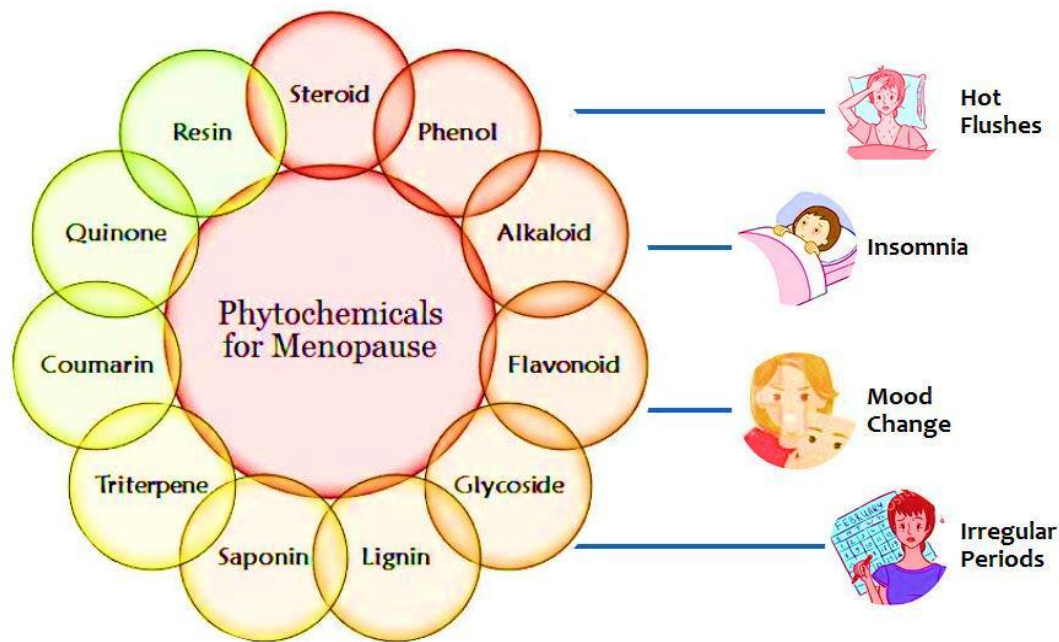 Steroid
Phenol
Alkaloid
Flavonoid
Glycoside
Lignin
Saponin
Triterpene
Coumarin
Quinone
Resin
Phytochemicals
for Menopause
Hot
Flushes
Insomnia
Mood
Change
FEBRUARY
Irregular
Periods